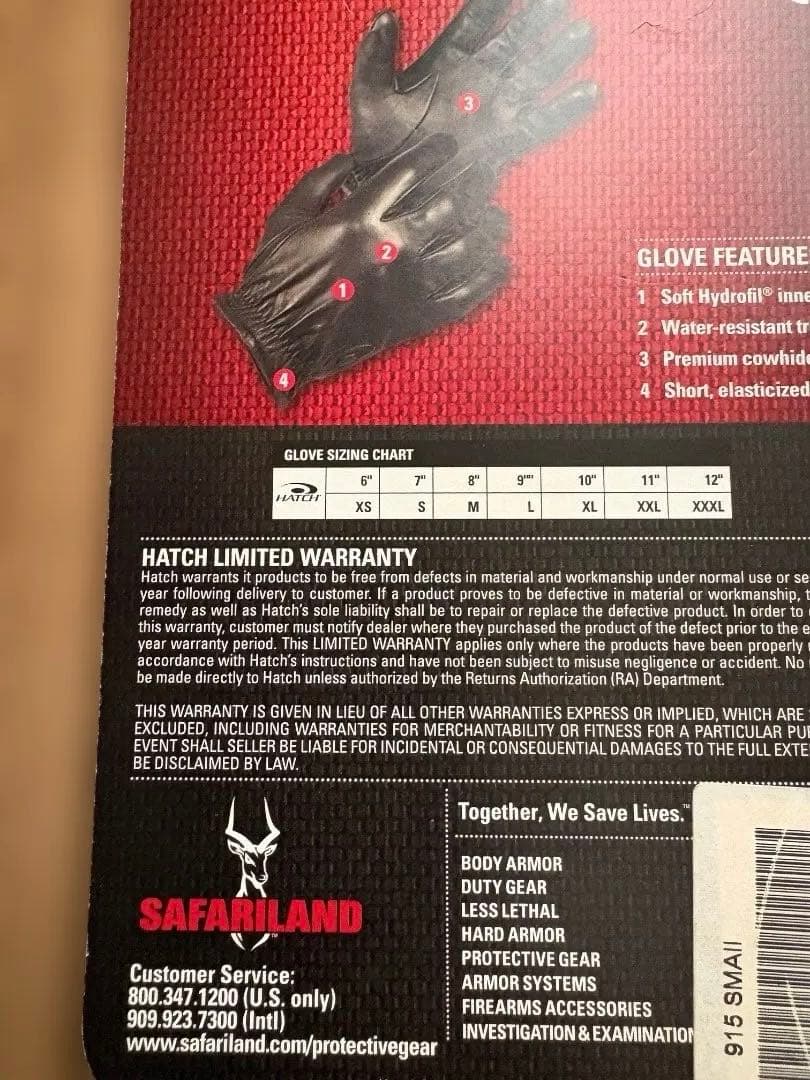 3
2
1
4
GLOVE FEATURE
1 Soft Hydrofil® inne
2 Water-resistant tr
3 Premium cowhide
4 Short, elasticized
GLOVE SIZING CHART
HATCH 6" 7" 8" 9"" 10" 11" 12"
XS S M L XL XXL XXXL
HATCH LIMITED WARRANTY
Hatch warrants it products to be free from defects in material and workmanship under normal use or se
year following delivery to customer. If a product proves to be defective in material or workmanship, t
remedy as well as Hatch's sole liability shall be to repair or replace the defective product. In order to
this warranty, customer must notify dealer where they purchased the product of the defect prior to the e
year warranty period. This LIMITED WARRANTY applies only where the products have been properly
accordance with Hatch's instructions and have not been subject to misuse negligence or accident. No
be made directly to Hatch unless authorized by the Returns Authorization (RA) Department.
THIS WARRANTY IS GIVEN IN LIEU OF ALL OTHER WARRANTIES EXPRESS OR IMPLIED, WHICH ARE
EXCLUDED, INCLUDING WARRANTIES FOR MERCHANTABILITY OR FITNESS FOR A PARTICULAR PU
EVENT SHALL SELLER BE LIABLE FOR INCIDENTAL OR CONSEQUENTIAL DAMAGES TO THE FULL EXTE
BE DISCLAIMED BY LAW.
SAFARILAND™
Customer Service:
800.347.1200 (U.S. only)
909.923.7300 (Intl)
www.safariland.com/protectivegear
Together, We Save Lives.™
BODY ARMOR
DUTY GEAR
LESS LETHAL
HARD ARMOR
PROTECTIVE GEAR
ARMOR SYSTEMS
FIREARMS ACCESSORIES
INVESTIGATION & EXAMINATION
915 SMAll